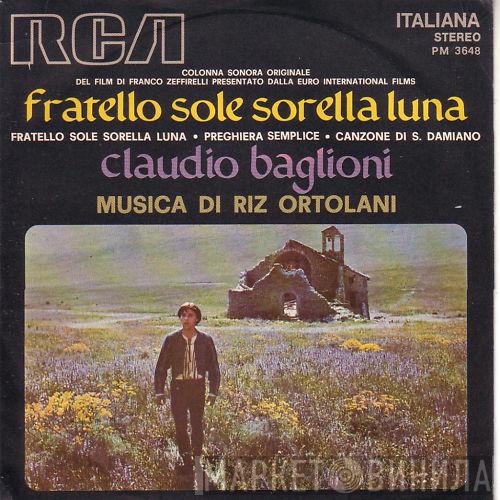 RCA
ITALIANA
STEREO
PM 3648
COLONNA SONORA ORIGINALE
DEL FILM DI FRANCO ZEFFIRELLI PRESENTATO DALLA EURO INTERNATIONAL FILMS
fratello sole sorella luna
FRATELLO SOLE SORELLA LUNA • PREGHIERA SEMPLICE • CANZONE DI S. DAMIANO
claudio baglioni
MUSICA DI RIZ ORTOLANI
MARKET ВИНИЛА